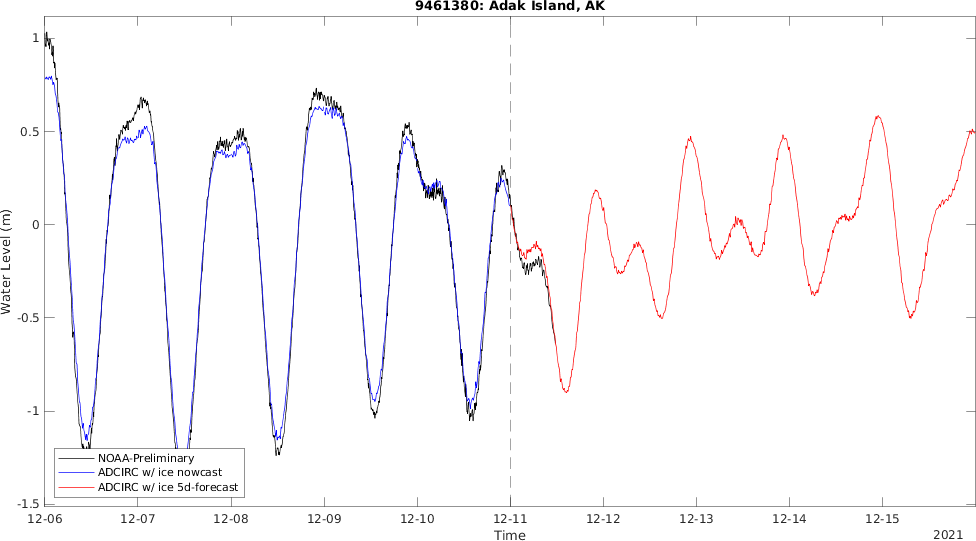 9461380: Adak Island, AK
Water Level (m)
1
0.5
0
-0.5
-1
-1.5
NOAA-Preliminary
ADCIRC w/ ice nowcast
ADCIRC w/ ice 5d-forecast
12-06 12-07 12-08 12-09 12-10 12-11 12-12 12-13 12-14 12-15
Time
2021